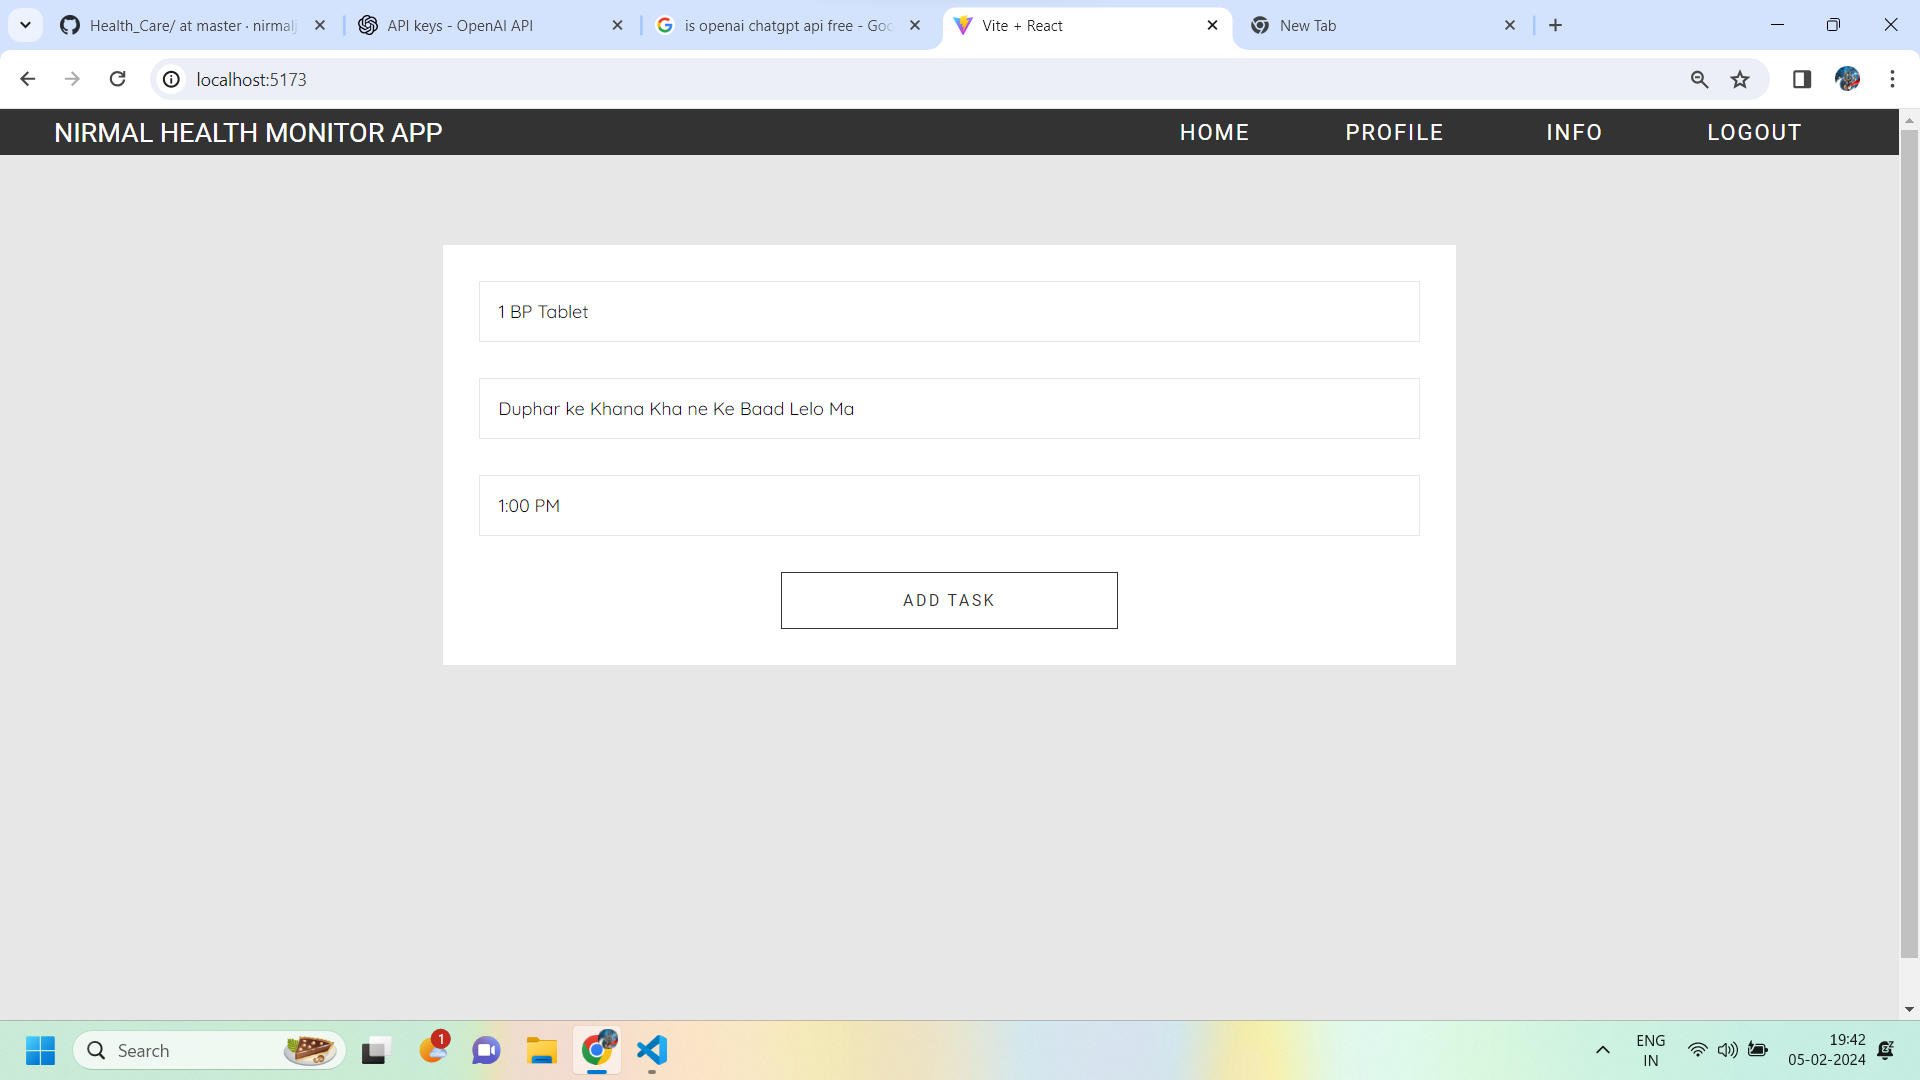 Health_Care/ at master · nirmalj
API keys - OpenAI API
is openai chatgpt api free - Goo
Vite + React
New Tab
localhost:5173
NIRMAL HEALTH MONITOR APP
HOME
PROFILE
INFO
LOGOUT
1 BP Tablet
Duphar ke Khana Kha ne Ke Baad Lelo Ma
1:00 PM
ADD TASK
Search
1
ENG
IN
19:42
05-02-2024